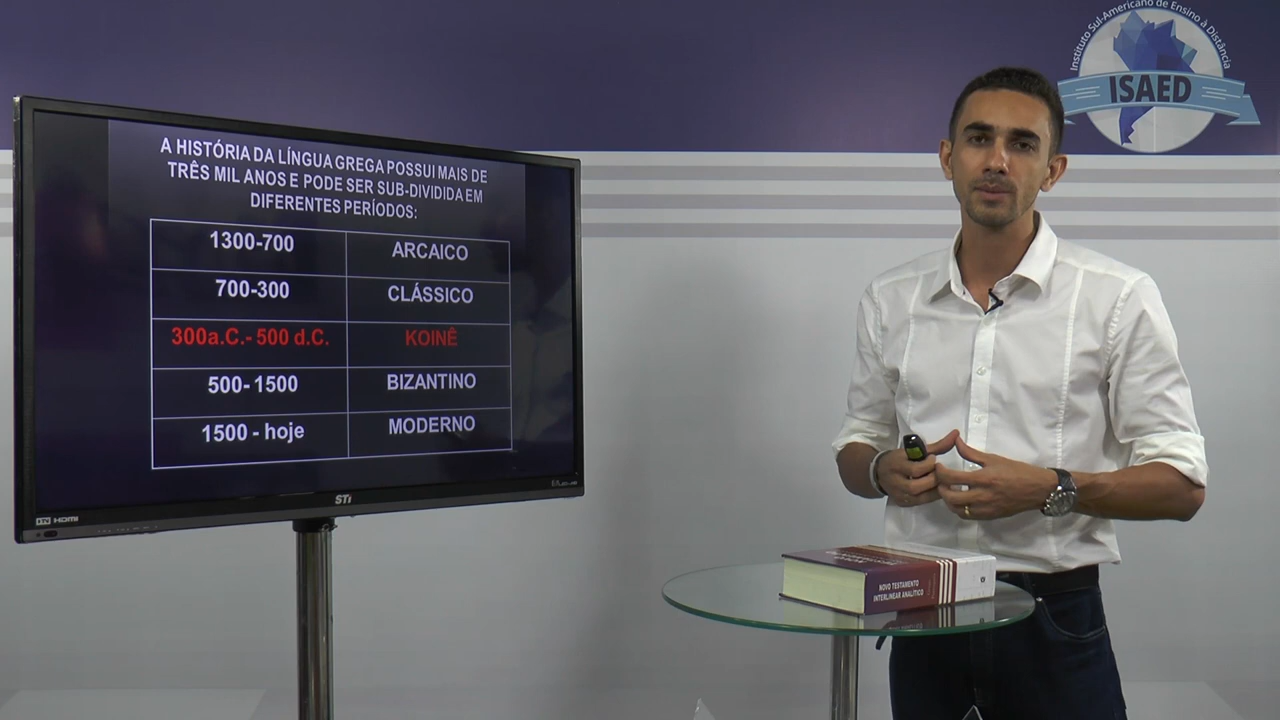 A HISTÓRIA DA LÍNGUA GREGA POSSUI MAIS DE
TRÊS MIL ANOS E PODE SER SUB-DIVIDIDA EM
DIFERENTES PERÍODOS:
1300-700 ARCAICO
700-300 CLÁSSICO
300a.C.- 500 d.C. KOINÊ
500- 1500 BIZANTINO
1500 - hoje MODERNO
STi
HDMI
Instituto Sul-Americano de Ensino à Distância
ISAED
NOVO TESTAMENTO
INTERLINEAR ANALÍTICO